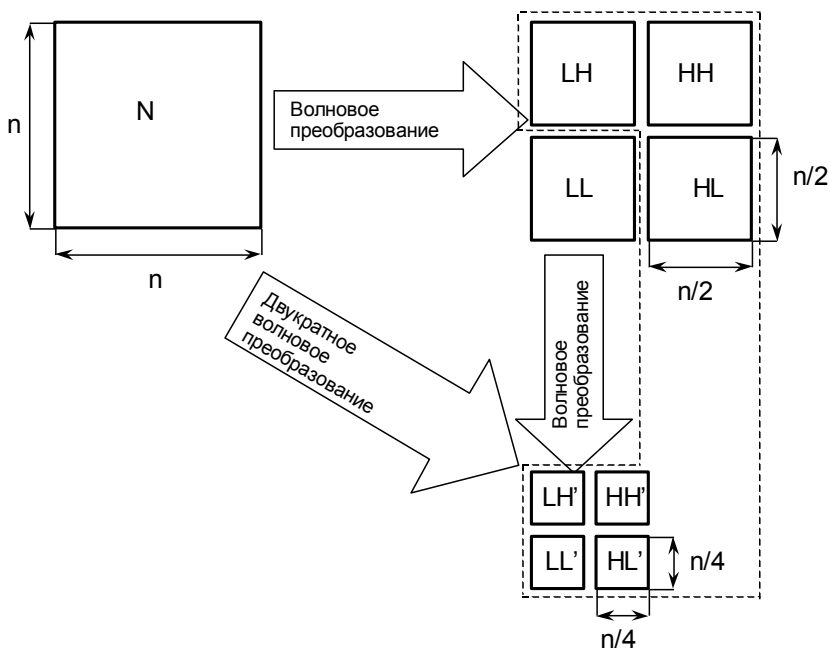 n
N
n
Волновое
преобразование
LH
HH
LL
HL
n/2
n/2
Двукратное
волновое
преобразование
Волновое
преобразование
LH’
HH’
LL’
HL’
n/4
n/4